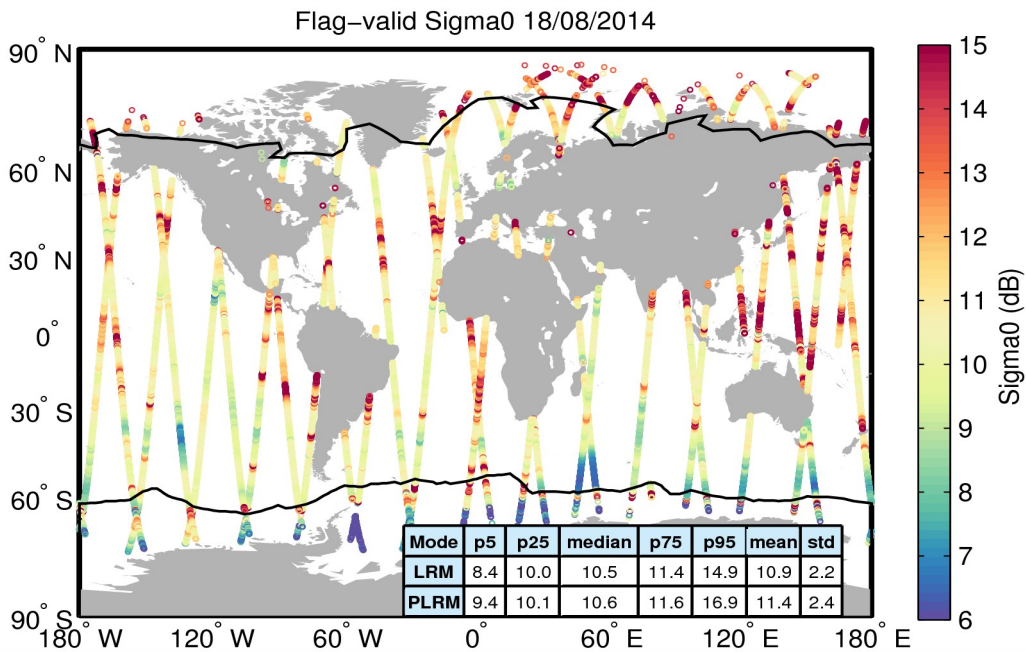 Flag−valid Sigma0 18/08/2014
90° N
60° N
30° N
0°
30° S
60° S
90° S
180° W
120° W
60° W
0°
60° E
120° E
180° E
Mode p5 p25 median p75 p95 mean std
LRM 8.4 10.0 10.5 11.4 14.9 10.9 2.2
PLRM 9.4 10.1 10.6 11.6 16.9 11.4 2.4
15
14
13
12
11
10
9
8
7
6
Sigma0 (dB)